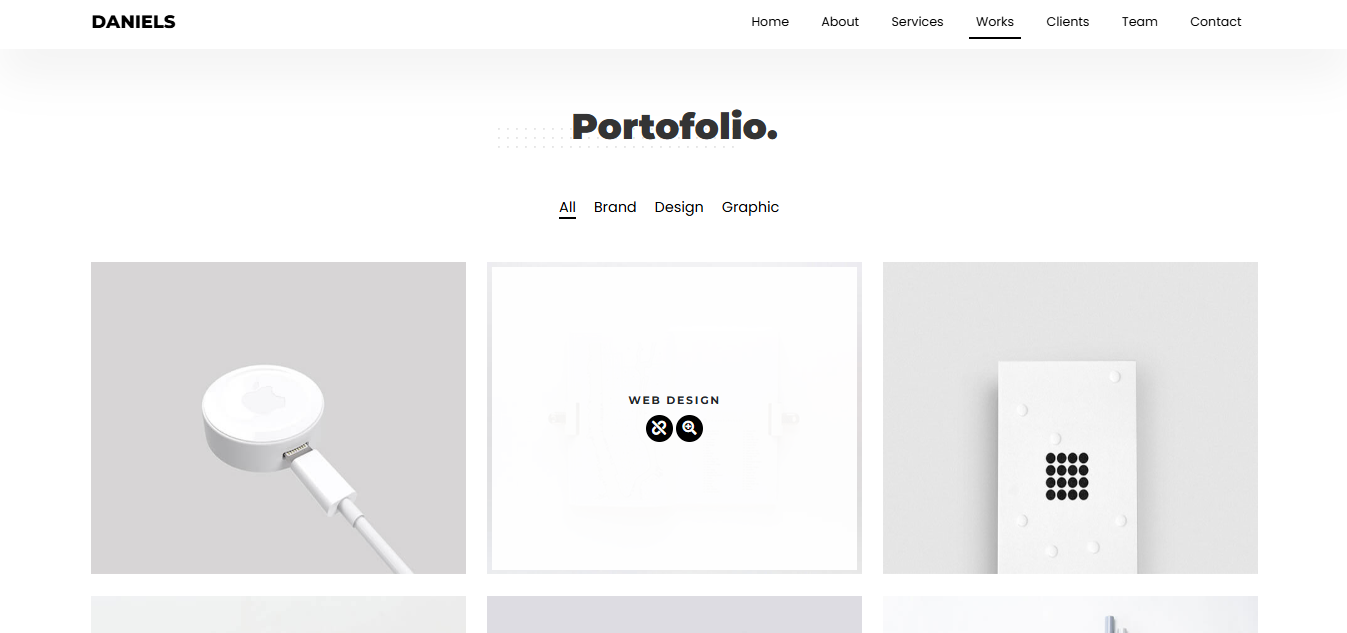 DANIELS Home About Services Works Clients Team Contact
Portofolio.
All Brand Design Graphic
WEB DESIGN